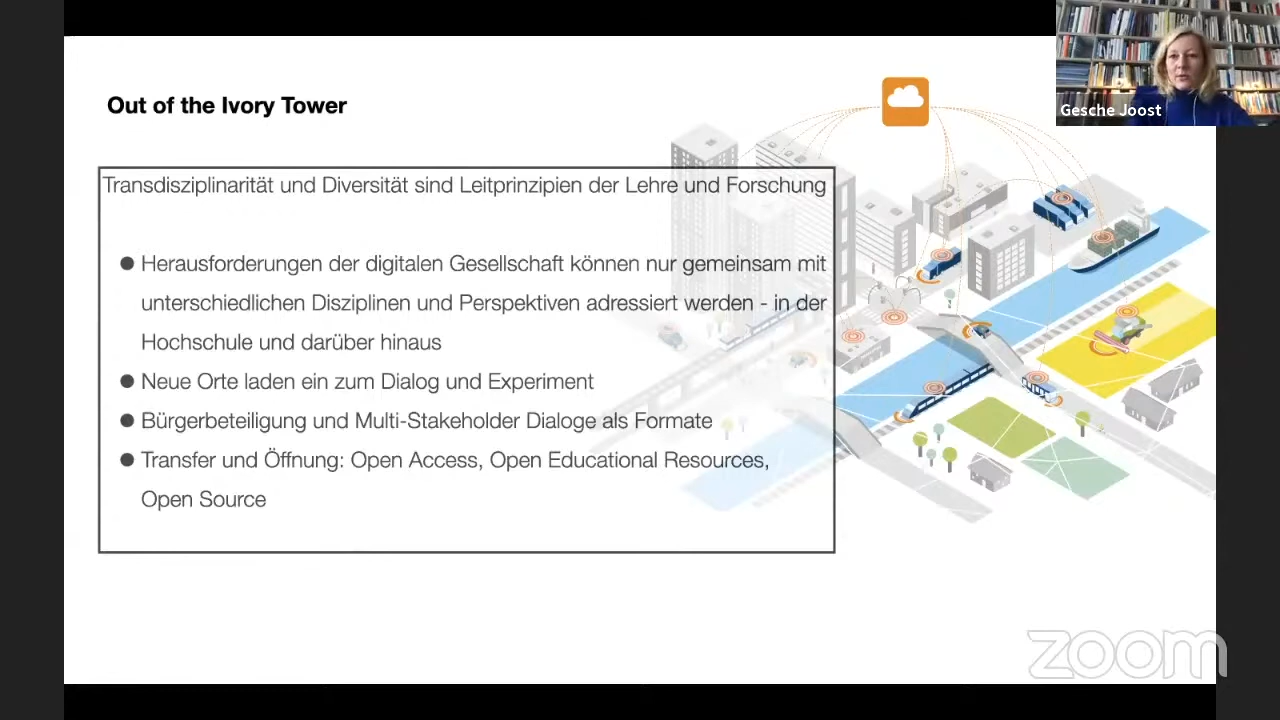 Out of the Ivory Tower
Gesche Joost
Transdisziplinarität und Diversität sind Leitprinzipien der Lehre und Forschung
● Herausforderungen der digitalen Gesellschaft können nur gemeinsam mit
unterschiedlichen Disziplinen und Perspektiven adressiert werden - in der
Hochschule und darüber hinaus
● Neue Orte laden ein zum Dialog und Experiment
● Bürgerbeteiligung und Multi-Stakeholder Dialoge als Formate
● Transfer und Öffnung: Open Access, Open Educational Resources,
Open Source
zoom